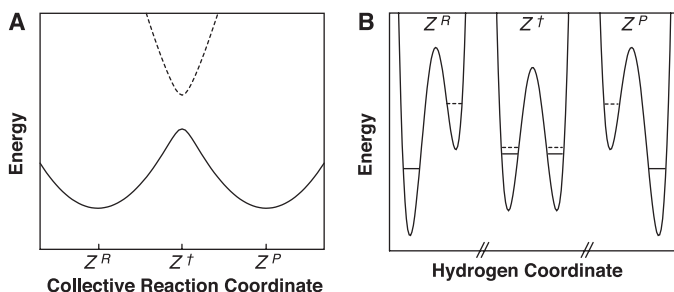 A
Energy
Z R
Z †
Z P
Collective Reaction Coordinate
B
Z R
Z †
Z P
Energy
Hydrogen Coordinate